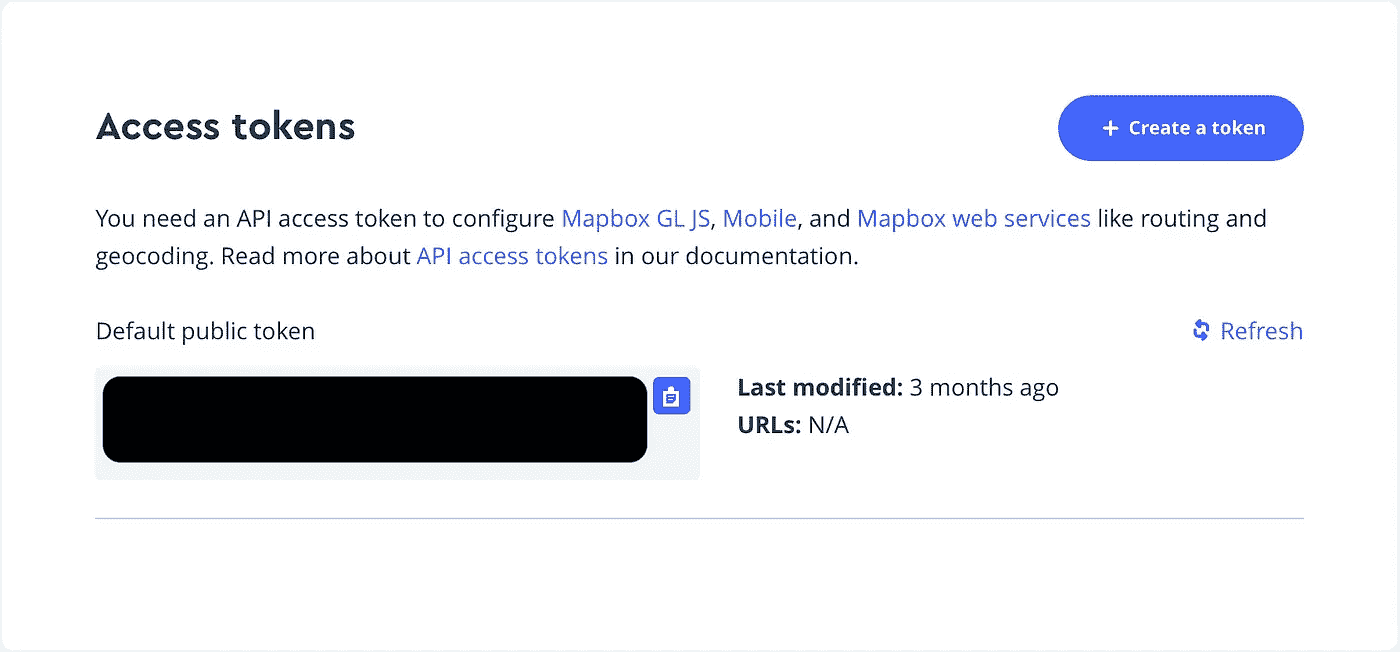 Access tokens
+ Create a token
You need an API access token to configure Mapbox GL JS, Mobile, and Mapbox web services like routing and
geocoding. Read more about API access tokens in our documentation.
Default public token
Refresh
Last modified: 3 months ago
URLs: N/A